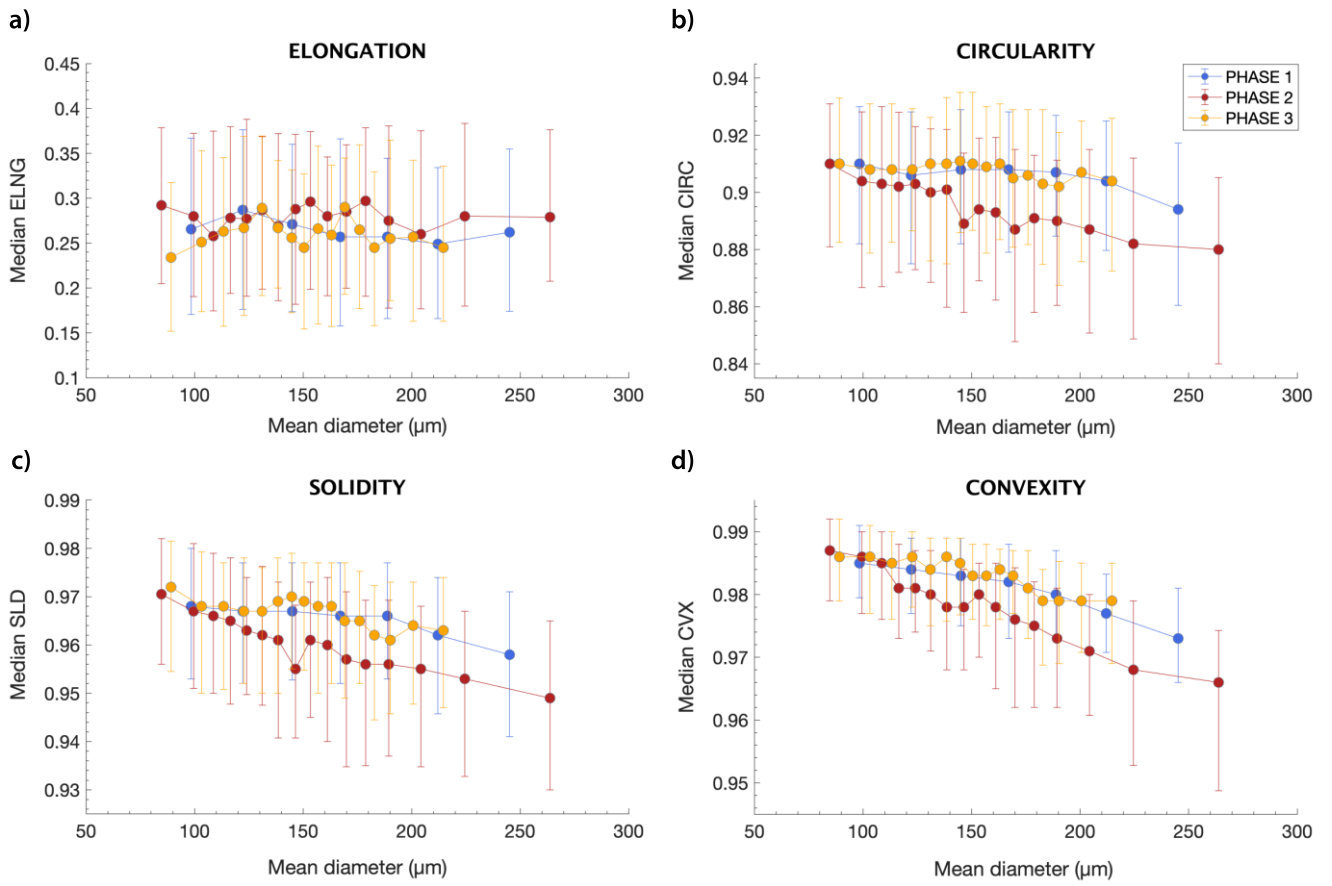 a)
ELONGATION
0.45
0.4
0.35
0.3
0.25
0.2
0.15
0.1
Median ELNG
50
100
150
200
250
300
Mean diameter (µm)
b)
CIRCULARITY
PHASE 1
PHASE 2
PHASE 3
0.94
0.92
0.9
0.88
0.86
0.84
Median CIRC
50
100
150
200
250
300
Mean diameter (µm)
c)
SOLIDITY
0.99
0.98
0.97
0.96
0.95
0.94
0.93
Median SLD
50
100
150
200
250
300
Mean diameter (µm)
d)
CONVEXITY
0.99
0.98
0.97
0.96
0.95
Median CVX
50
100
150
200
250
300
Mean diameter (µm)